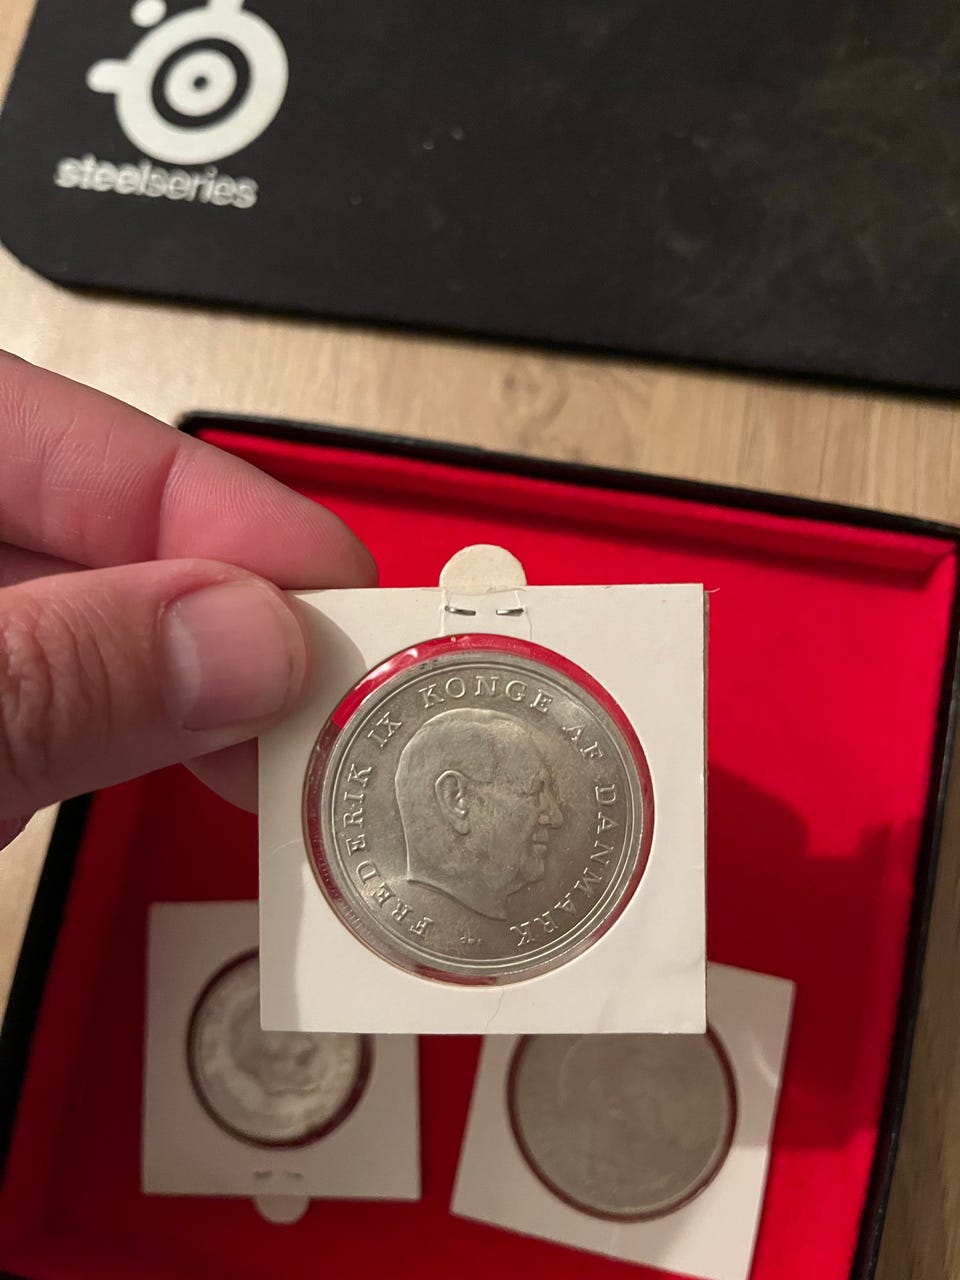 steelseries
FREDERIK IX KONGE AF DANMARK